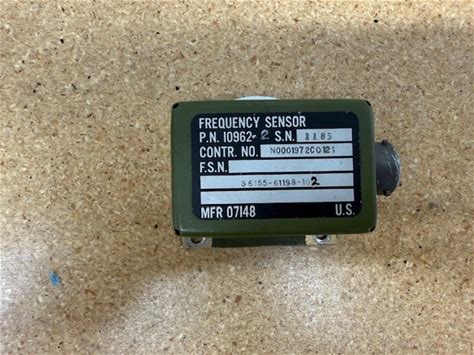 FREQUENCY SENSOR
P.N. 10962-2 S.N. 1185
CONTR. NO. N0001972C0121
F.S.N.
S6155-61198-102
MFR 07148 U.S.